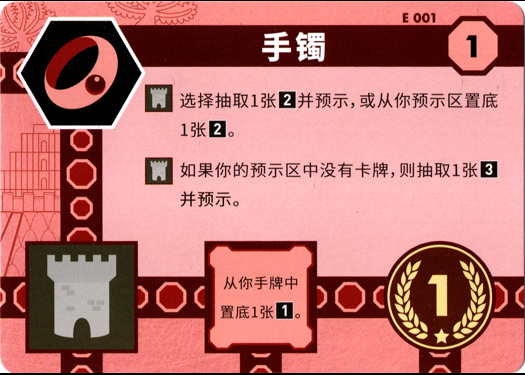 E 001
手镯
1
选择抽取1张2并预示,或从你预示区置底
1张2。
如果你的预示区中没有卡牌,则抽取1张3
并预示。
从你手牌中
置底1张1。
1